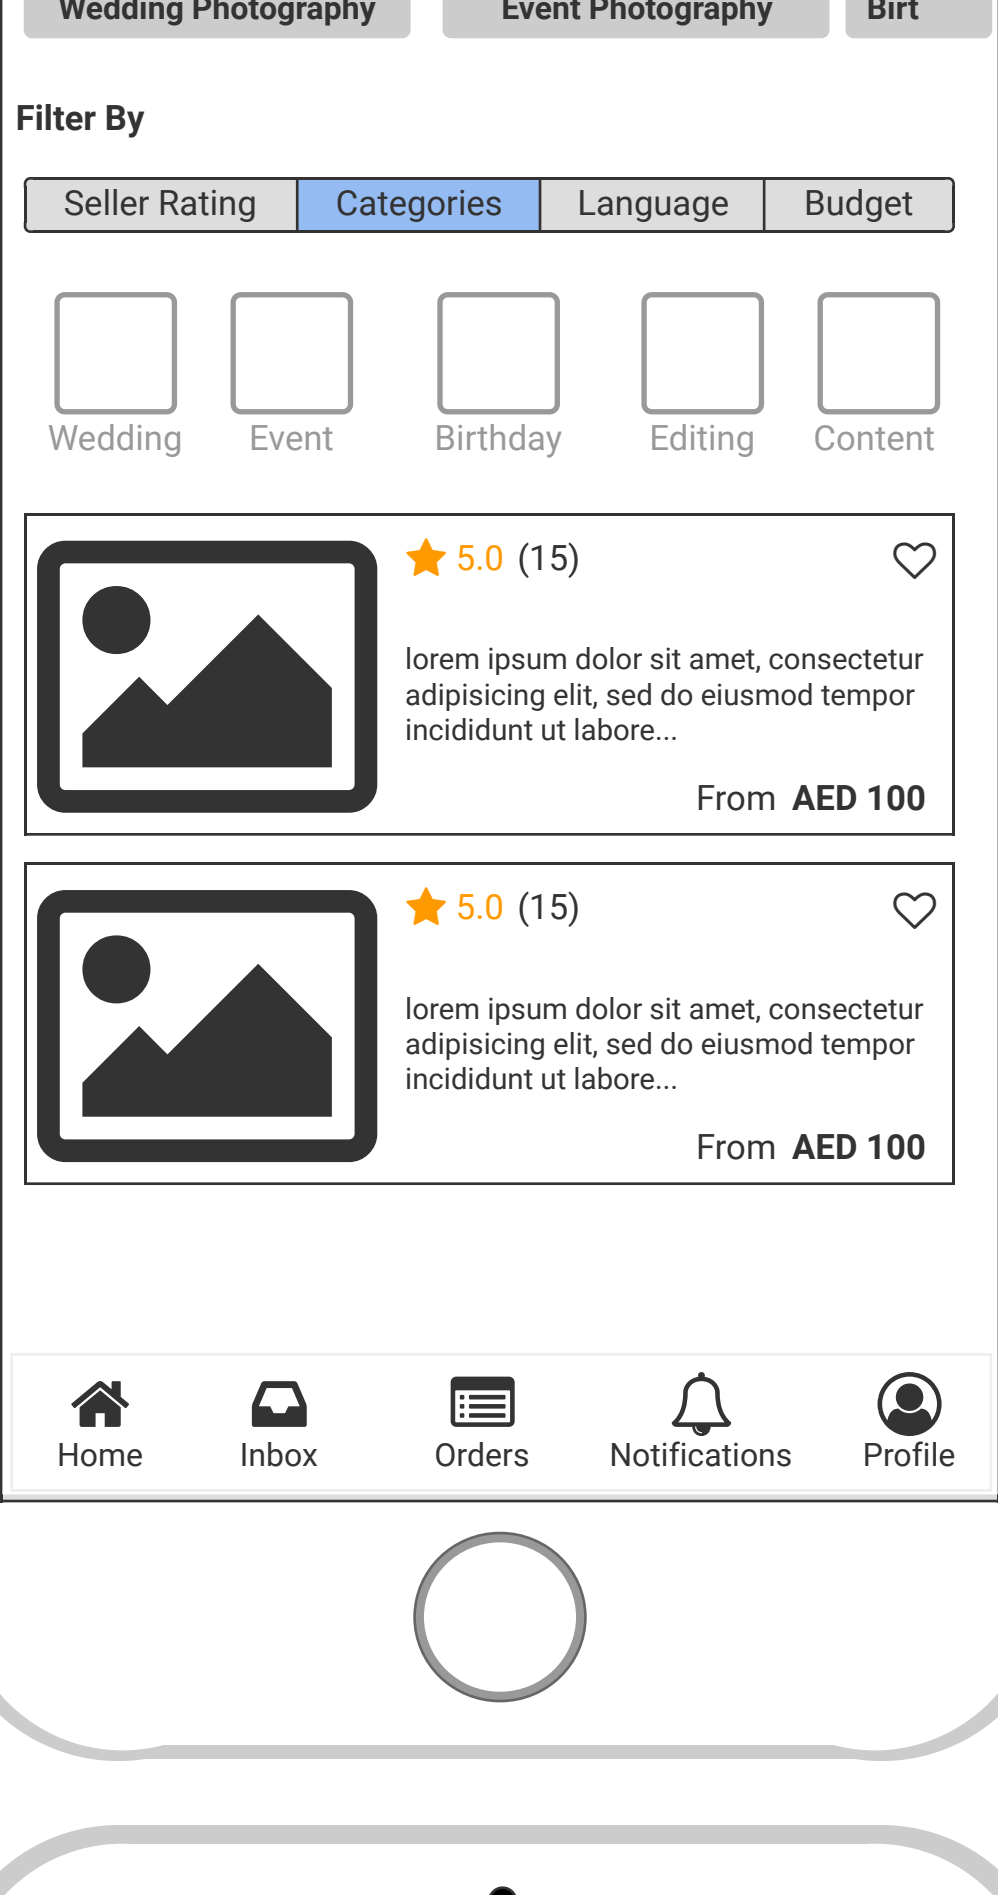 Wedding Photography Event Photography Birt
Filter By
Seller Rating Categories Language Budget
Wedding Event Birthday Editing Content
5.0 (15)
lorem ipsum dolor sit amet, consectetur
adipisicing elit, sed do eiusmod tempor
incididunt ut labore...
From AED 100
5.0 (15)
lorem ipsum dolor sit amet, consectetur
adipisicing elit, sed do eiusmod tempor
incididunt ut labore...
From AED 100
Home Inbox Orders Notifications Profile